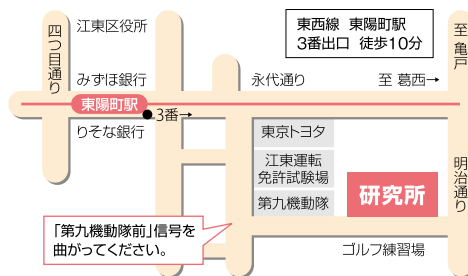 四つ目通り
江東区役所
東西線 東陽町駅
3番出口 徒歩10分
至 亀戸
みずほ銀行
永代通り
至 葛西→
東陽町駅
3番→
りそな銀行
東京トヨタ
江東運転
免許試験場
第九機動隊
研究所
明治通り
「第九機動隊前」信号を
曲がってください。
ゴルフ練習場